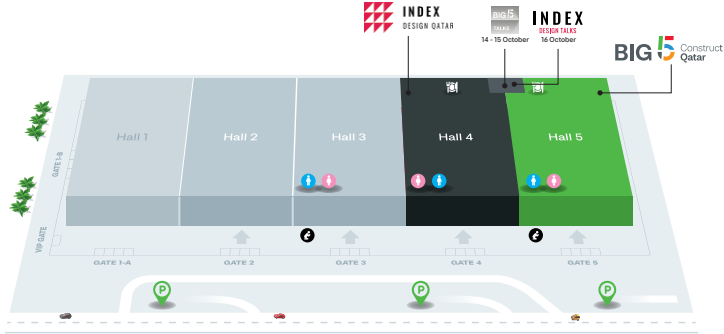 INDEX
DESIGN QATAR
BIG 5
TALKS
14 - 15 October
INDEX
DESIGN TALKS
16 October
BIG 5 Construct
Qatar
Hall 1
Hall 2
Hall 3
Hall 4
Hall 5
GATE 1-B
VIP GATE
GATE 1-A
GATE 2
GATE 3
GATE 4
GATE 5
P
P
P